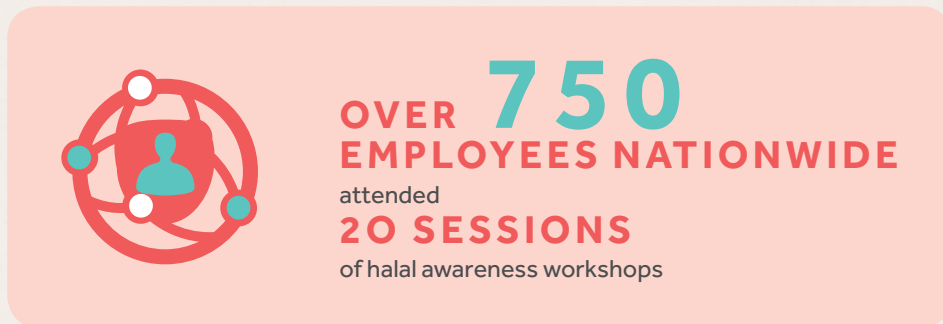 OVER 750
EMPLOYEES NATIONWIDE
attended
20 SESSIONS
of halal awareness workshops